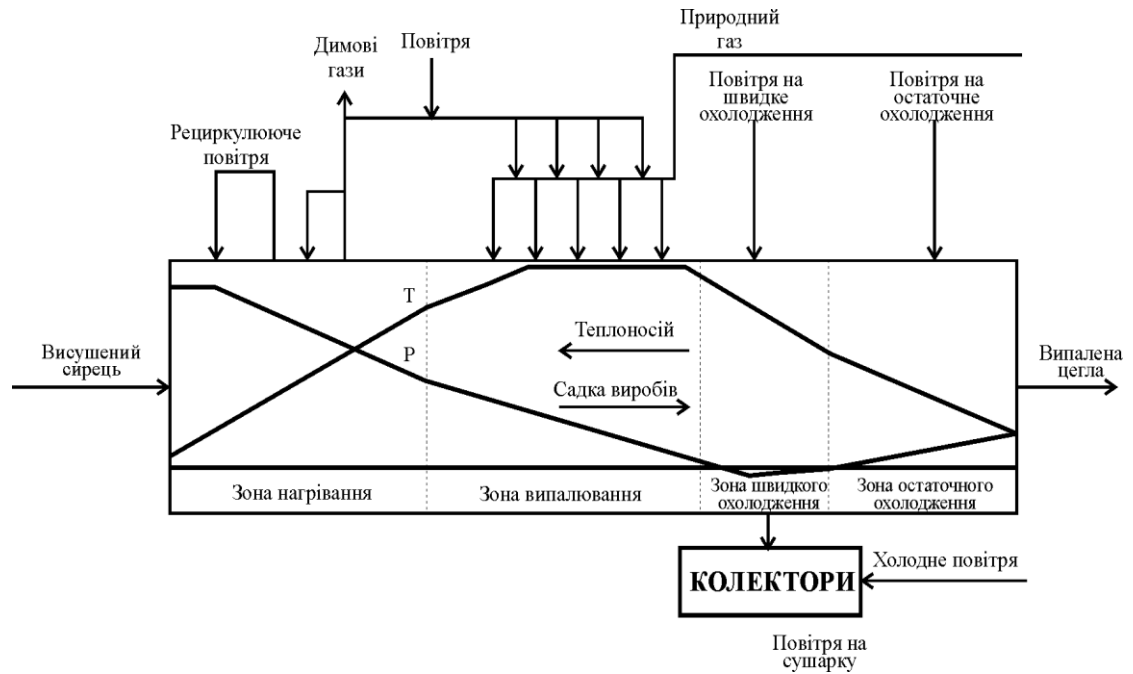 Природний
газ
Димові
гази
Повітря
Повітря на
швидке
охолодження
Повітря на
остаточне
охолодження
Рециркулююче
повітря
Т
Р
Теплоносій
Садка виробів
Висушений
сирець
Випалена
цегла
Зона нагрівання
Зона випалювання
Зона швидкого
охолодження
Зона остаточного
охолодження
КОЛЕКТОРИ
Холодне повітря
Повітря на
сушарку